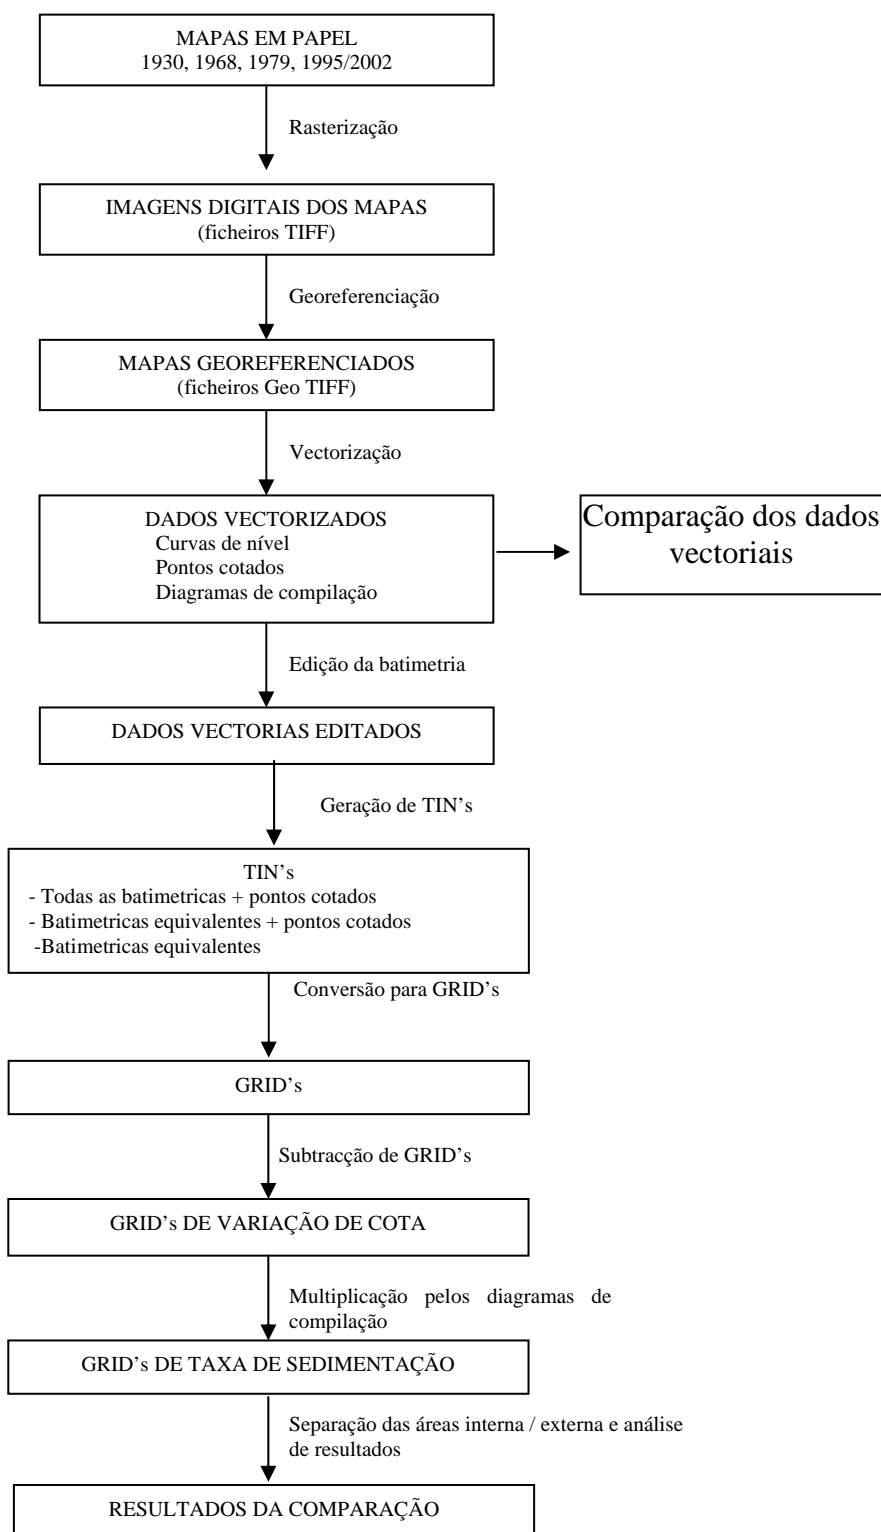 MAPAS EM PAPEL
1930, 1968, 1979, 1995/2002
Rasterização
IMAGENS DIGITAIS DOS MAPAS
(ficheiros TIFF)
Georeferenciação
MAPAS GEOREFERENCIADOS
(ficheiros Geo TIFF)
Vectorização
DADOS VECTORIZADOS
Curvas de nível
Pontos cotados
Diagramas de compilação
Comparação dos dados
vectoriais
Edição da batimetria
DADOS VECTORIAS EDITADOS
Geração de TIN’s
TIN’s
- Todas as batimetricas + pontos cotados
- Batimetricas equivalentes + pontos cotados
-Batimetricas equivalentes
Conversão para GRID’s
GRID’s
Subtracção de GRID’s
GRID’s DE VARIAÇÃO DE COTA
Multiplicação pelos diagramas de
compilação
GRID’s DE TAXA DE SEDIMENTAÇÃO
Separação das áreas interna / externa e análise
de resultados
RESULTADOS DA COMPARAÇÃO